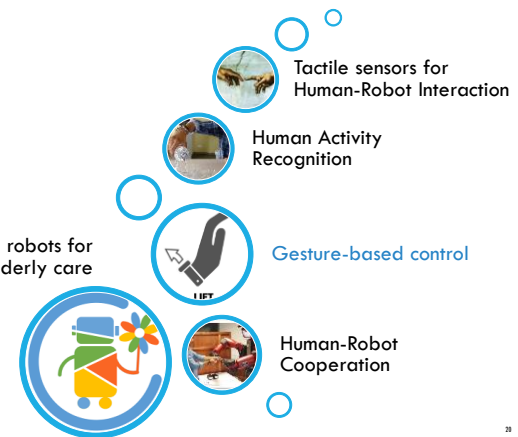 Tactile sensors for
Human-Robot Interaction
Human Activity
Recognition
robots for
derly care
Gesture-based control
LIFT
Human-Robot
Cooperation
20